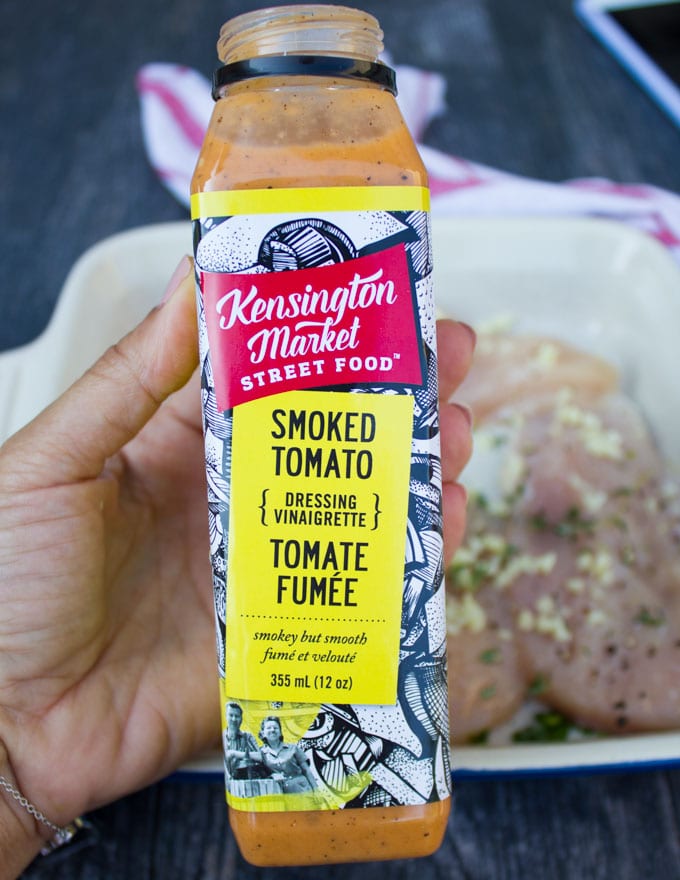 Kensington
Market
STREET FOOD™
SMOKED
TOMATO
{ DRESSING
VINAIGRETTE }
TOMATE
FUMÉE
smokey but smooth
fumé et velouté
355 mL (12 oz)